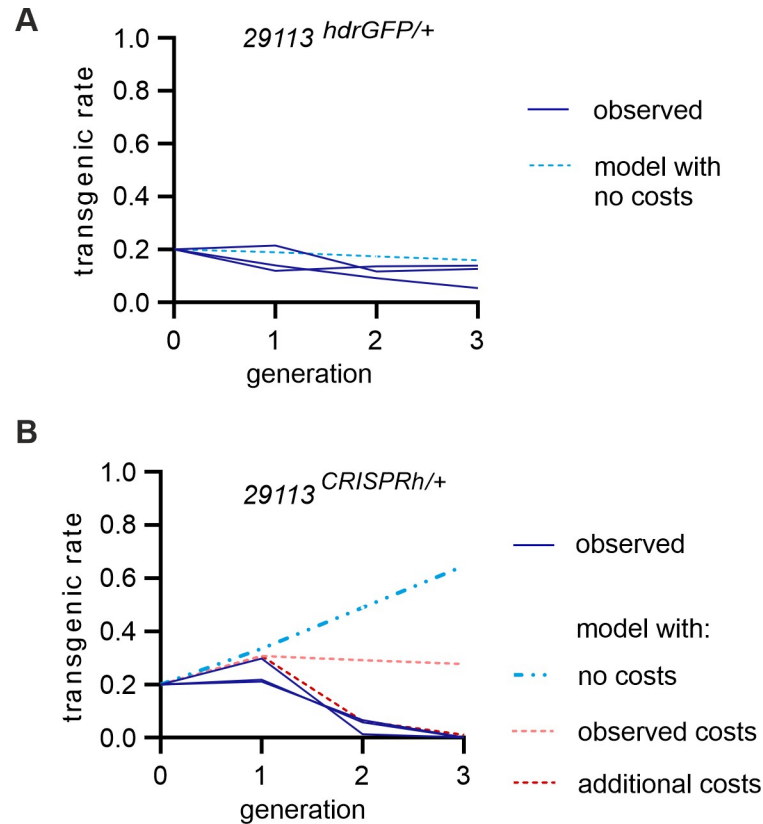 A
29113 hdrGFP/+
1.0
0.8
0.6
0.4
0.2
0.0
transgenic rate
0 1 2 3
generation
observed
model with
no costs
B
29113 CRISPRh/+
1.0
0.8
0.6
0.4
0.2
0.0
transgenic rate
0 1 2 3
generation
observed
model with:
no costs
observed costs
additional costs